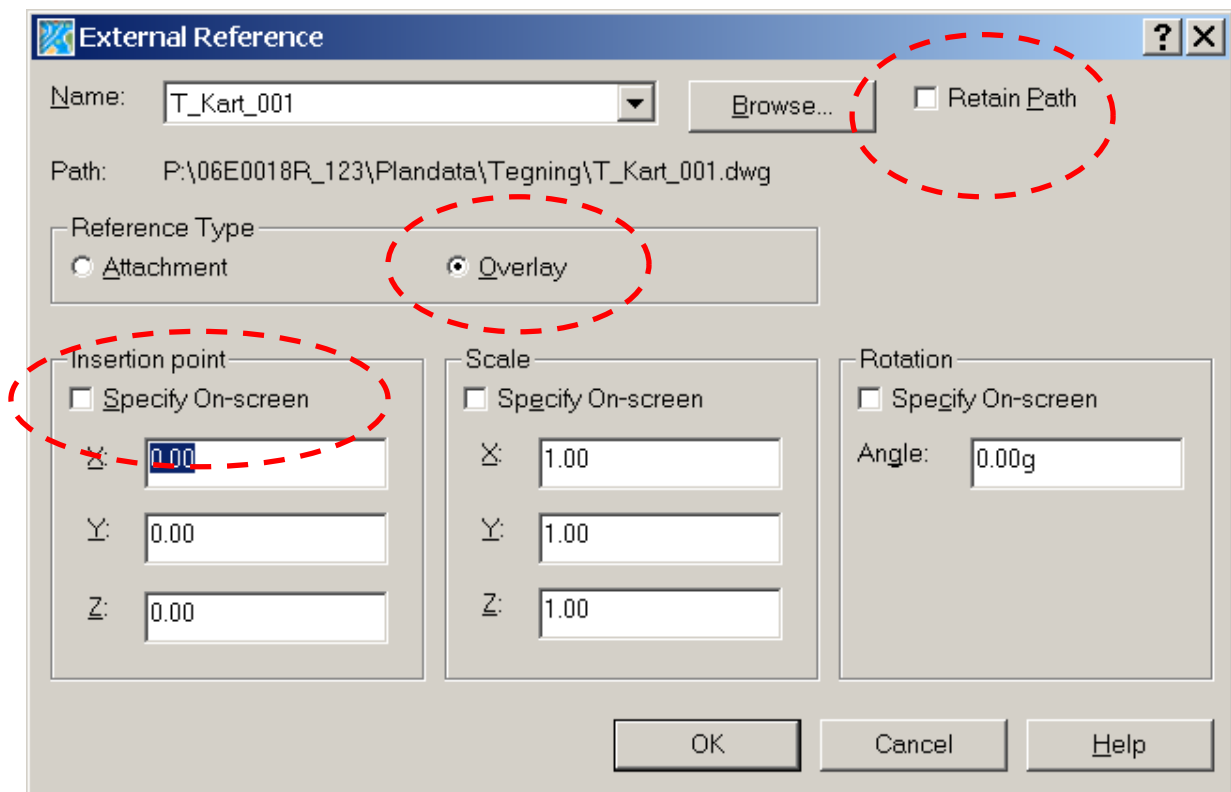 External Reference
Name: T_Kart_001 Browse... Retain Path
Path: P:\06E0018R_123\Plandata\Tegning\T_Kart_001.dwg
Reference Type
Attachment Overlay
Insertion point Scale Rotation
Specify On-screen Specify On-screen Specify On-screen
X: 0.00 X: 1.00 Angle: 0.00g
Y: 0.00 Y: 1.00
Z: 0.00 Z: 1.00
OK Cancel Help